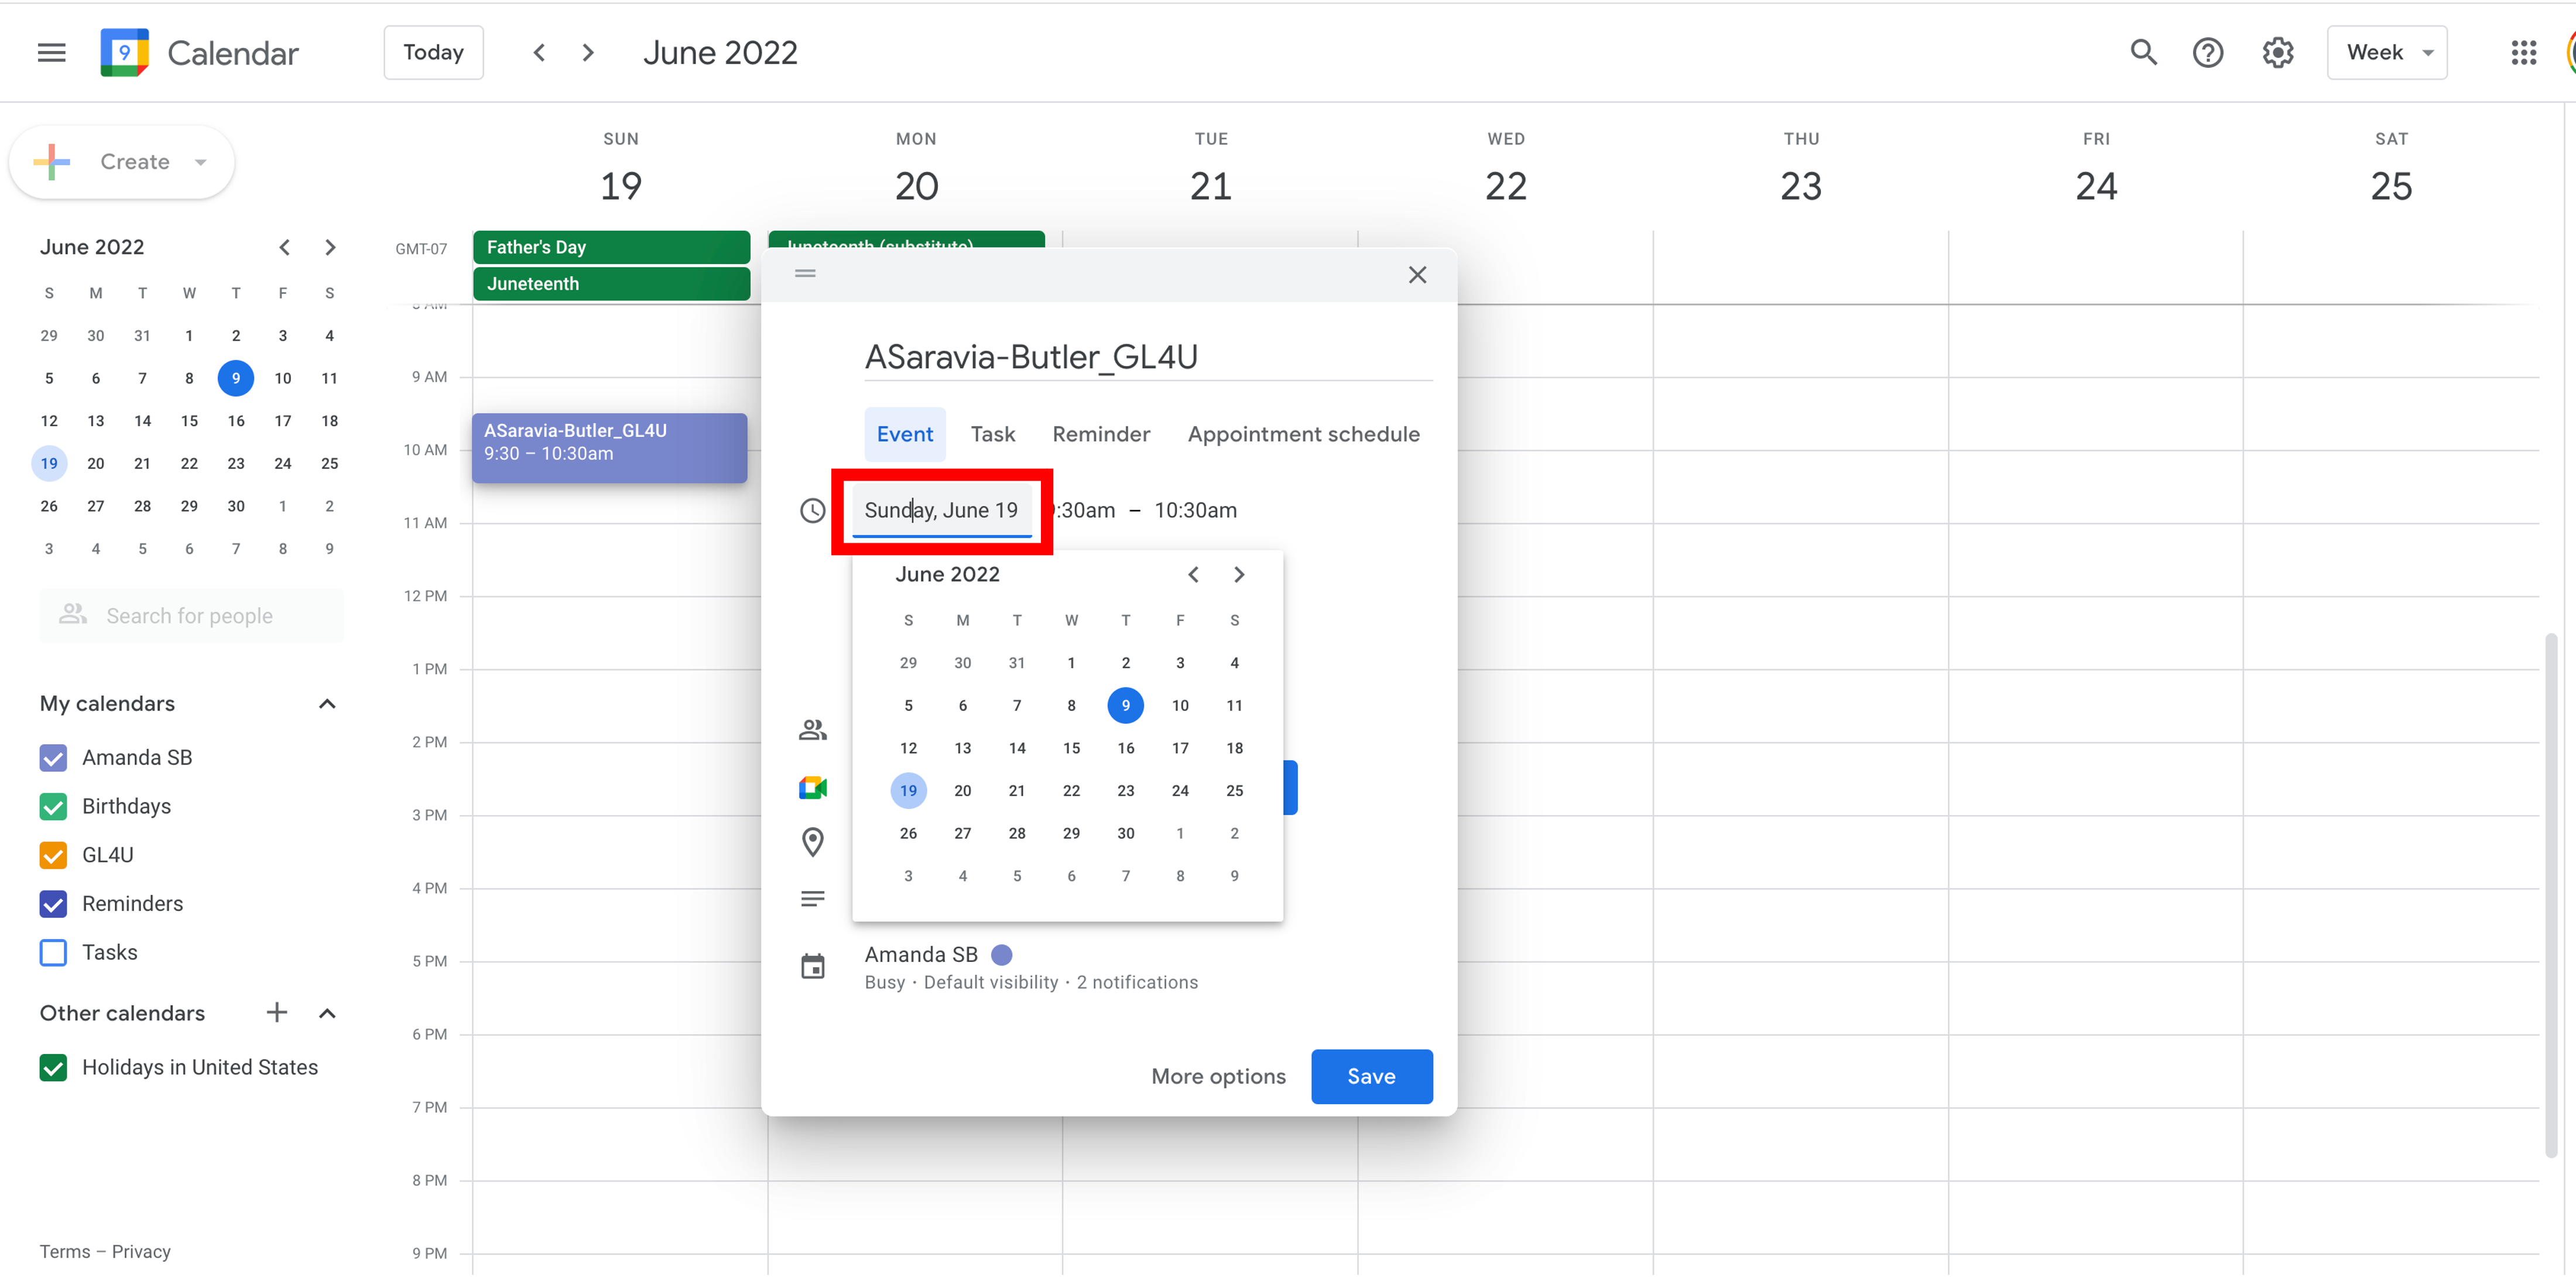 9 Calendar Today June 2022 Week
Create
SUN MON TUE WED THU FRI SAT
19 20 21 22 23 24 25
June 2022
S M T W T F S
29 30 31 1 2 3 4
5 6 7 8 9 10 11
12 13 14 15 16 17 18
19 20 21 22 23 24 25
26 27 28 29 30 1 2
3 4 5 6 7 8 9
Search for people
My calendars
Amanda SB
Birthdays
GL4U
Reminders
Tasks
Other calendars
Holidays in United States
Terms – Privacy
GMT-07
Father's Day
Juneteenth (substitute)
Juneteenth
9 AM
10 AM
11 AM
12 PM
1 PM
2 PM
3 PM
4 PM
5 PM
6 PM
7 PM
8 PM
9 PM
ASaravia-Butler_GL4U
9:30 – 10:30am
ASaravia-Butler_GL4U
Event Task Reminder Appointment schedule
Sunday, June 19 :30am – 10:30am
June 2022
S M T W T F S
29 30 31 1 2 3 4
5 6 7 8 9 10 11
12 13 14 15 16 17 18
19 20 21 22 23 24 25
26 27 28 29 30 1 2
3 4 5 6 7 8 9
Amanda SB
Busy · Default visibility · 2 notifications
More options Save